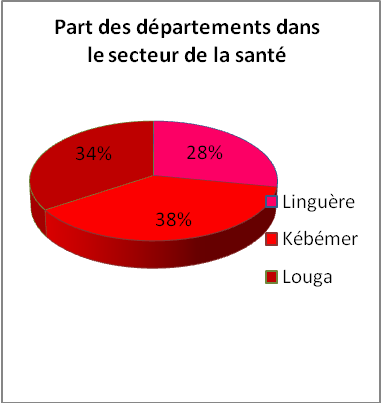 Part des départements dans
le secteur de la santé
34%
28%
38%
Linguère
Kébémer
Louga